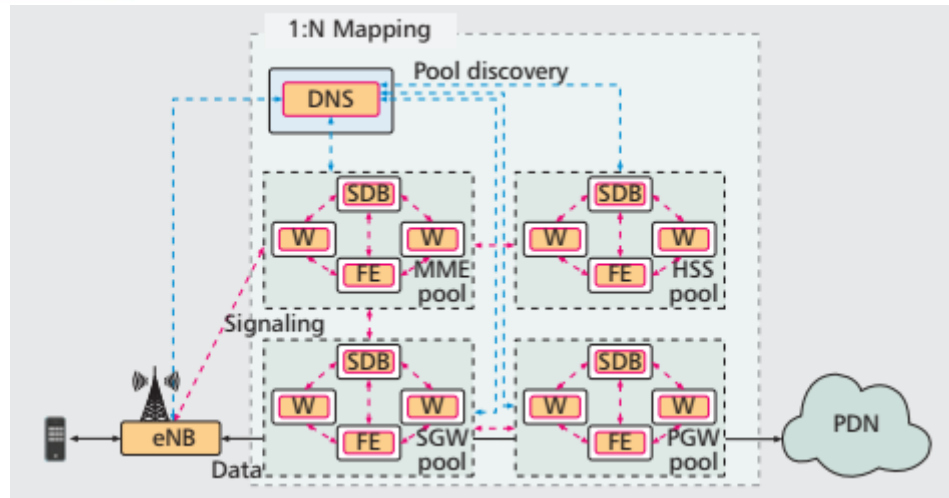 1:N Mapping
Pool discovery
DNS
SDB
W
W
FE
MME
pool
SDB
W
W
FE
HSS
pool
Signaling
SDB
W
W
FE
SGW
pool
SDB
W
W
FE
PGW
pool
eNB
Data
PDN